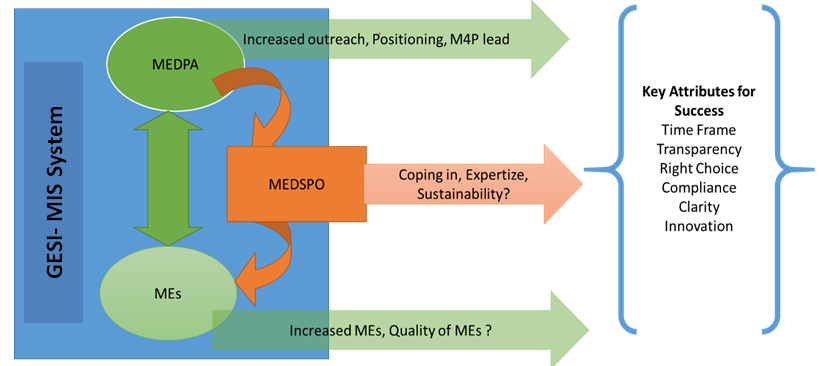 GESI- MIS System
MEDPA
Increased outreach, Positioning, M4P lead
MEDSPO
Coping in, Expertize,
Sustainability?
MEs
Increased MEs, Quality of MEs ?
Key Attributes for
Success
Time Frame
Transparency
Right Choice
Compliance
Clarity
Innovation